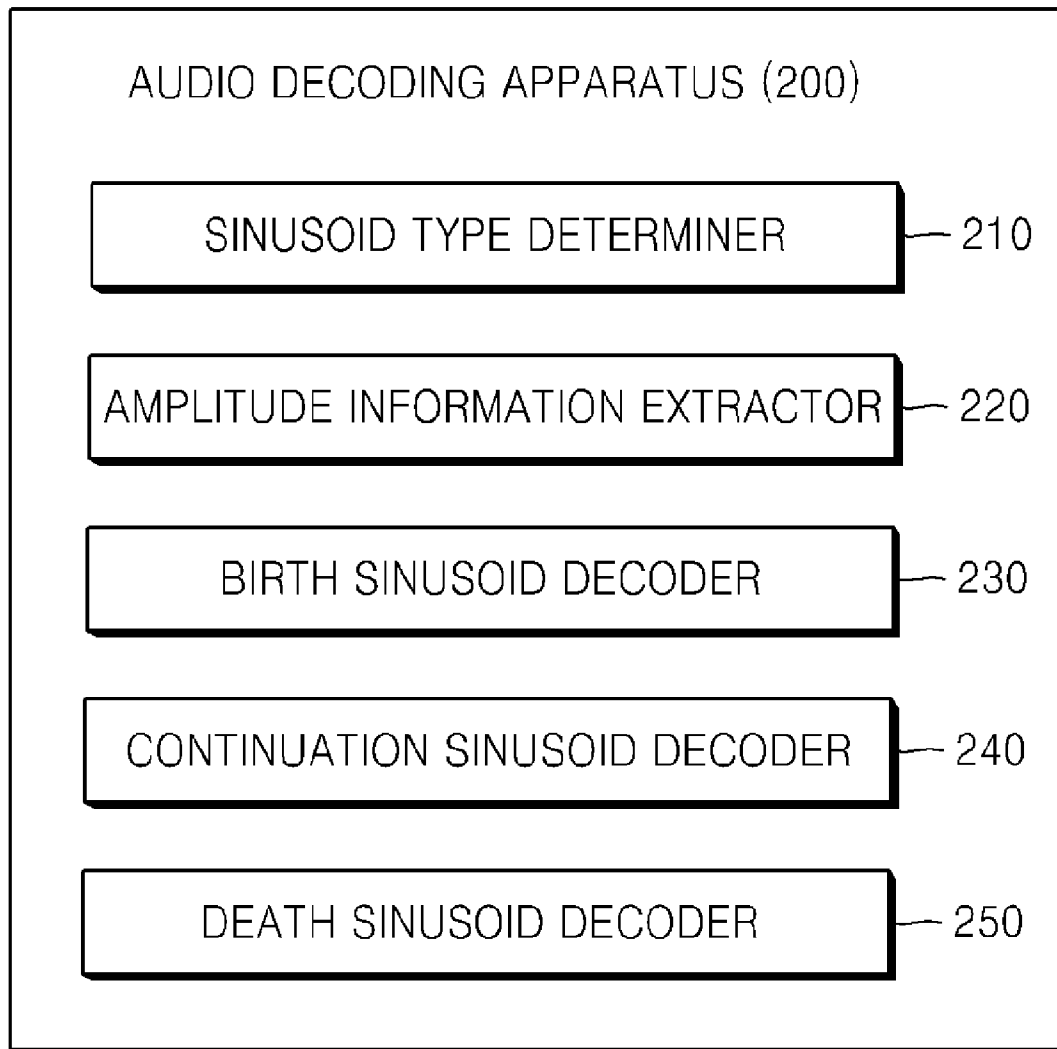 AUDIO DECODING APPARATUS (200)
SINUSOID TYPE DETERMINER 210
AMPLITUDE INFORMATION EXTRACTOR 220
BIRTH SINUSOID DECODER 230
CONTINUATION SINUSOID DECODER 240
DEATH SINUSOID DECODER 250